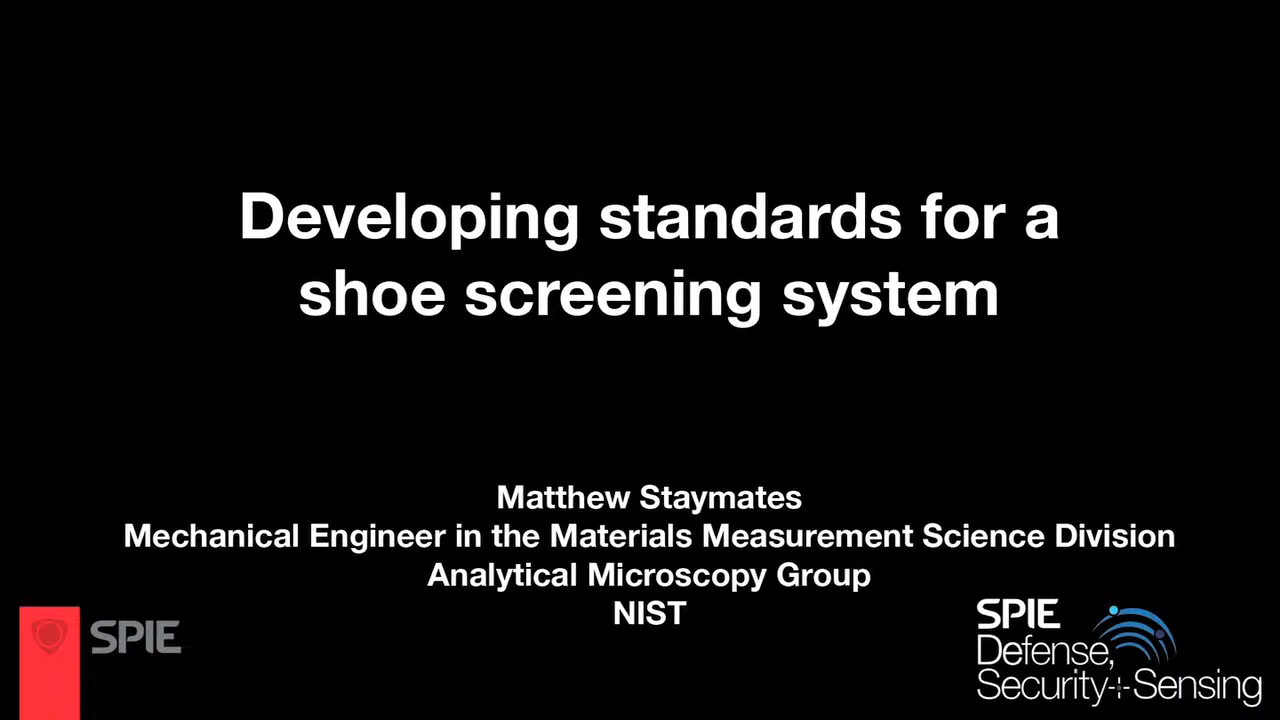 Developing standards for a
shoe screening system
Matthew Staymates
Mechanical Engineer in the Materials Measurement Science Division
Analytical Microscopy Group
NIST
SPIE
SPIE
Defense,
Security+Sensing